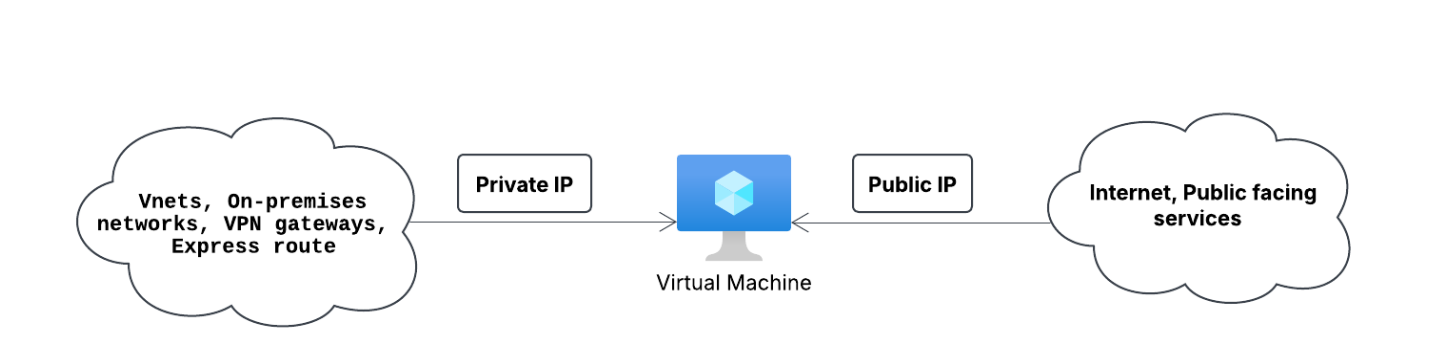 Vnets, On-premises
networks, VPN gateways,
Express route
Private IP
Virtual Machine
Public IP
Internet, Public facing
services